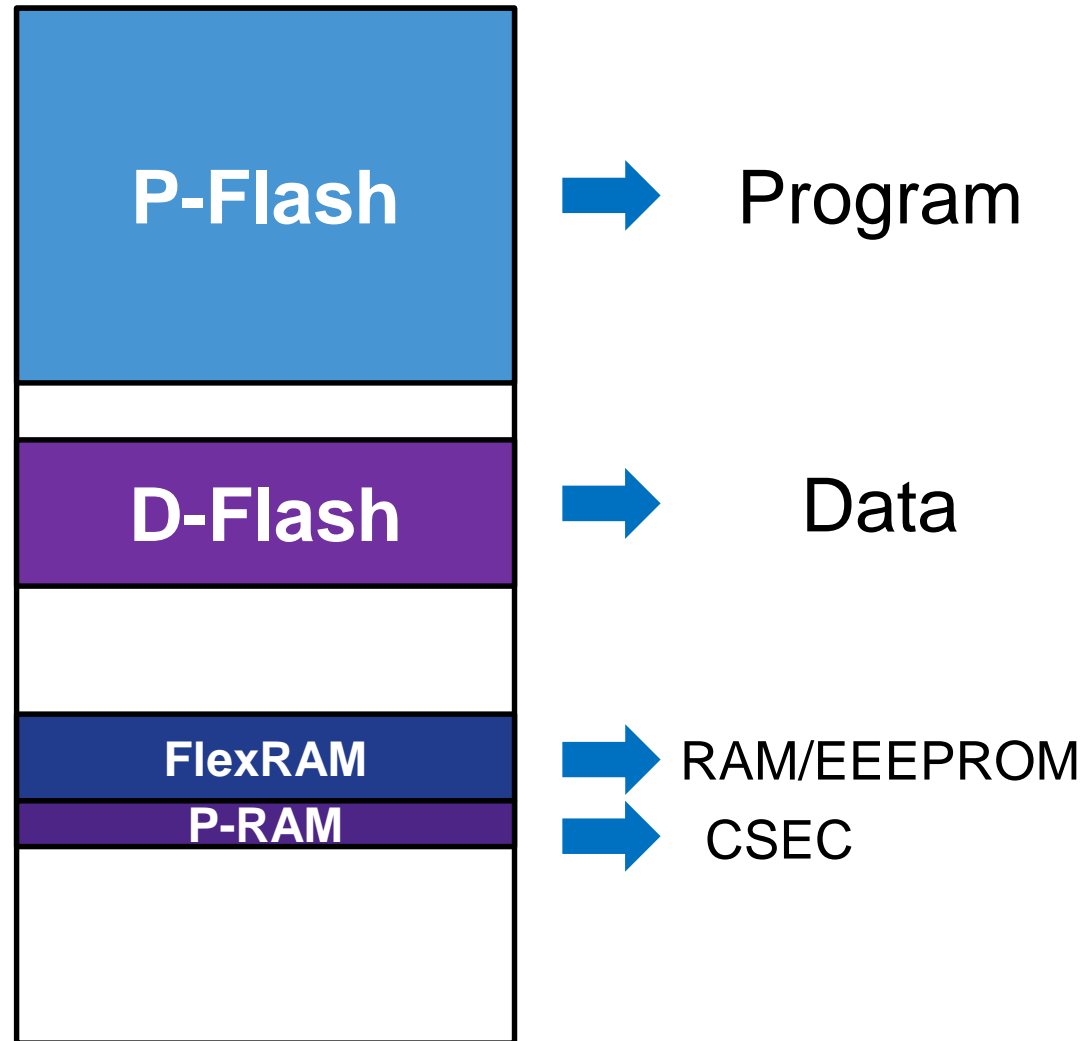 P-Flash
Program
D-Flash
Data
FlexRAM
RAM/EEEPROM
P-RAM
CSEC